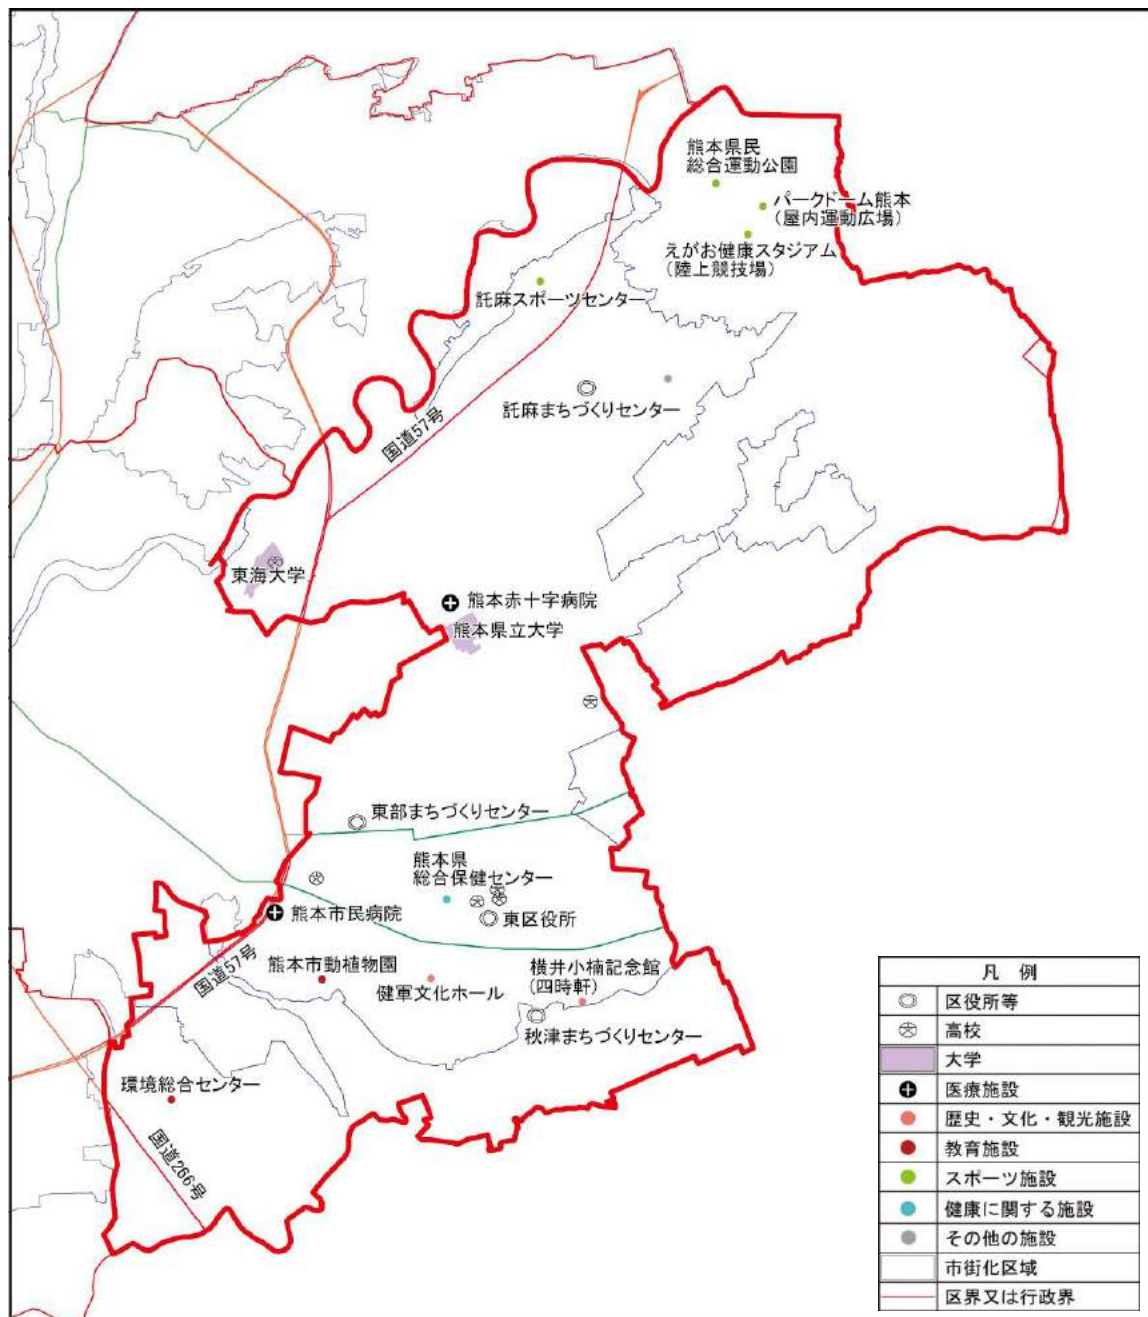 熊本県民
総合運動公園
パークドーム熊本
(屋内運動広場)
えがお健康スタジアム
(陸上競技場)
託麻スポーツセンター
託麻まちづくりセンター
国道57号
東海大学
熊本赤十字病院
熊本県立大学
東部まちづくりセンター
熊本県
総合保健センター
東区役所
熊本市民病院
国道57号
熊本市動植物園
健軍文化ホール
横井小楠記念館
(四時軒)
秋津まちづくりセンター
環境総合センター
国道266号
凡 例
区役所等
高校
大学
医療施設
歴史・文化・観光施設
教育施設
スポーツ施設
健康に関する施設
その他の施設
市街化区域
区界又は行政界